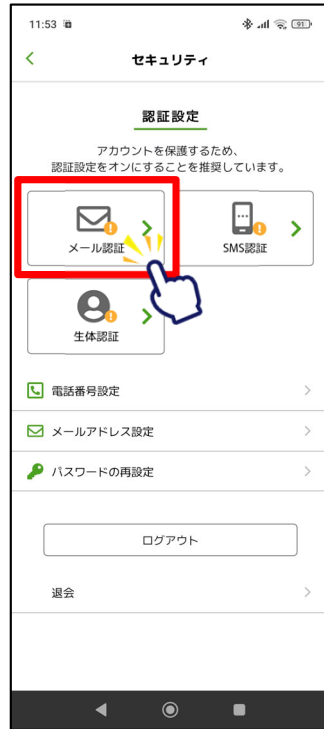 11:53
91
セキュリティ
認証設定
アカウントを保護するため、
認証設定をオンにすることを推奨しています。
メール認証
SMS認証
生体認証
電話番号設定
メールアドレス設定
パスワードの再設定
ログアウト
退会